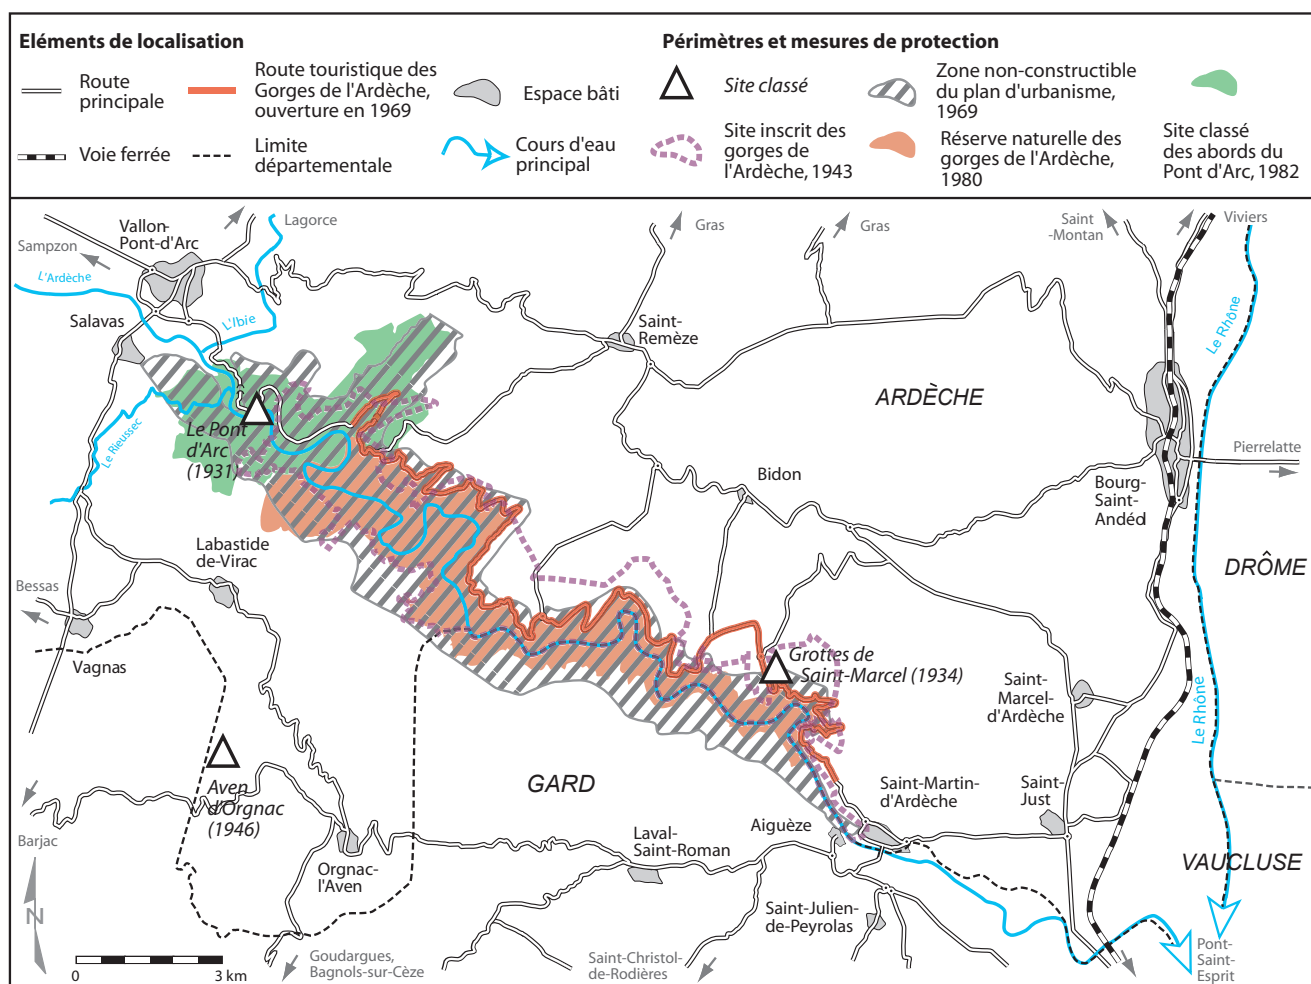 Eléments de localisation
Périmètres et mesures de protection
Route
principale
Route touristique des
Gorges de l'Ardèche,
ouverture en 1969
Espace bâti
Site classé
Zone non-constructible
du plan d'urbanisme,
1969
Voie ferrée
Limite
départementale
Cours d'eau
principal
Site inscrit des
gorges de
l'Ardèche, 1943
Réserve naturelle des
gorges de l'Ardèche,
1980
Site classé
des abords du
Pont d'Arc, 1982
Vallon-
Pont-d'Arc
Lagorce
Gras
Gras
Saint
-Montan
Viviers
Sampzon
L'Ardèche
Salavas
L'Ibie
Saint-
Remèze
Le Rhône
ARDÈCHE
Le Pont
d'Arc
(1931)
Le Rieussec
Bidon
Pierrelatte
Bourg-
Saint-
Andéd
Labastide
de-Virac
DRÔME
Bessas
Vagnas
Grottes de
Saint-Marcel (1934)
Saint-
Marcel-
d'Ardèche
Le Rhône
Aven
d'Orgnac
(1946)
GARD
Saint-Martin-
d'Ardèche
Saint-
Just
Aiguèze
Barjac
Laval-
Saint-Roman
Orgnac-
l'Aven
VAUCLUSE
Saint-Julien-
de-Peyrolas
N
Goudargues,
Bagnols-sur-Cèze
Saint-Christol-
de-Rodières
Pont-
Saint-
Esprit
0
3 km